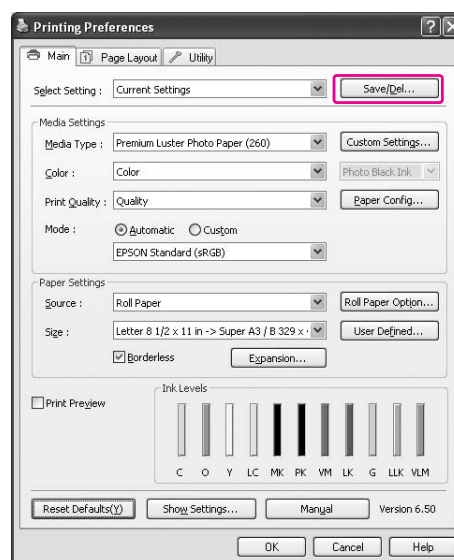 Printing Preferences
Main Page Layout Utility
Select Setting : Current Settings Save/Del...
Media Settings
Media Type : Premium Luster Photo Paper (260) Custom Settings...
Color : Color Photo Black Ink
Print Quality : Quality Paper Config...
Mode : Automatic Custom
EPSON Standard (sRGB)
Paper Settings
Source : Roll Paper Roll Paper Option...
Size : Letter 8 1/2 x 11 in -> Super A3 / B 329 x User Defined...
Borderless Expansion...
Print Preview
Ink Levels
C O Y LC MK PK VM LK G LLK VLM
Reset Defaults(Y) Show Settings... Manual Version 6.50
OK Cancel Help